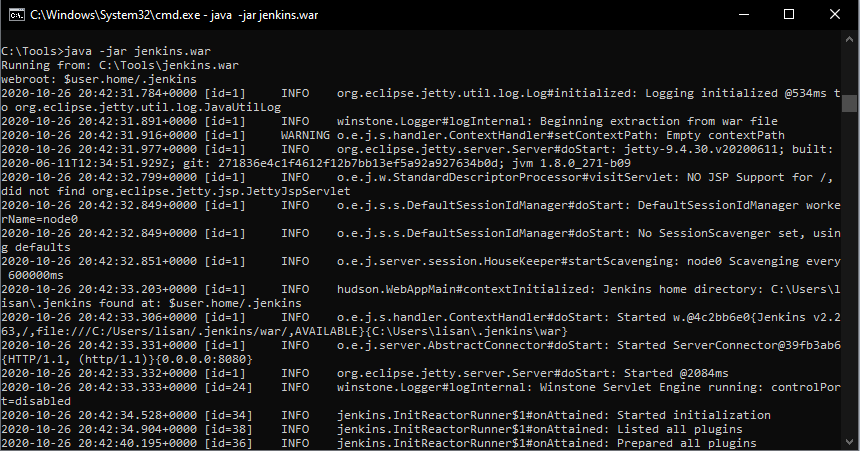 C:\Windows\System32\cmd.exe - java -jar jenkins.war
C:\Tools>java -jar jenkins.war
Running from: C:\Tools\jenkins.war
webroot: $user.home/.jenkins
2020-10-26 20:42:31.784+0000 [id=1]     INFO    org.eclipse.jetty.util.log.Log#initialized: Logging initialized @534ms t
o org.eclipse.jetty.util.log.JavaUtilLog
2020-10-26 20:42:31.891+0000 [id=1]     INFO    winstone.Logger#logInternal: Beginning extraction from war file
2020-10-26 20:42:31.916+0000 [id=1]     WARNING o.e.j.s.handler.ContextHandler#setContextPath: Empty contextPath
2020-10-26 20:42:31.977+0000 [id=1]     INFO    org.eclipse.jetty.server.Server#doStart: jetty-9.4.30.v20200611; built:
2020-06-11T12:34:51.929Z; git: 271836e4c1f4612f12b7bb13ef5a92a927634b0d; jvm 1.8.0_271-b09
2020-10-26 20:42:32.799+0000 [id=1]     INFO    o.e.j.w.StandardDescriptorProcessor#visitServlet: NO JSP Support for /,
did not find org.eclipse.jetty.jsp.JettyJspServlet
2020-10-26 20:42:32.849+0000 [id=1]     INFO    o.e.j.s.s.DefaultSessionIdManager#doStart: DefaultSessionIdManager worke
rName=node0
2020-10-26 20:42:32.849+0000 [id=1]     INFO    o.e.j.s.s.DefaultSessionIdManager#doStart: No SessionScavenger set, usin
g defaults
2020-10-26 20:42:32.851+0000 [id=1]     INFO    o.e.j.server.session.HouseKeeper#startScavenging: node0 Scavenging every
 600000ms
2020-10-26 20:42:33.203+0000 [id=1]     INFO    hudson.WebAppMain#contextInitialized: Jenkins home directory: C:\Users\l
isan\.jenkins found at: $user.home/.jenkins
2020-10-26 20:42:33.306+0000 [id=1]     INFO    o.e.j.s.handler.ContextHandler#doStart: Started w.@4c2bb6e0{Jenkins v2.2
63,/,file:///C:/Users/lisan/.jenkins/war/,AVAILABLE}{C:\Users\lisan\.jenkins\war}
2020-10-26 20:42:33.331+0000 [id=1]     INFO    o.e.j.server.AbstractConnector#doStart: Started ServerConnector@39fb3ab6
{HTTP/1.1, (http/1.1)}{0.0.0.0:8080}
2020-10-26 20:42:33.332+0000 [id=1]     INFO    org.eclipse.jetty.server.Server#doStart: Started @2084ms
2020-10-26 20:42:33.333+0000 [id=24]    INFO    winstone.Logger#logInternal: Winstone Servlet Engine running: controlPor
t=disabled
2020-10-26 20:42:34.528+0000 [id=34]    INFO    jenkins.InitReactorRunner$1#onAttained: Started initialization
2020-10-26 20:42:34.904+0000 [id=38]    INFO    jenkins.InitReactorRunner$1#onAttained: Listed all plugins
2020-10-26 20:42:40.195+0000 [id=36]    INFO    jenkins.InitReactorRunner$1#onAttained: Prepared all plugins